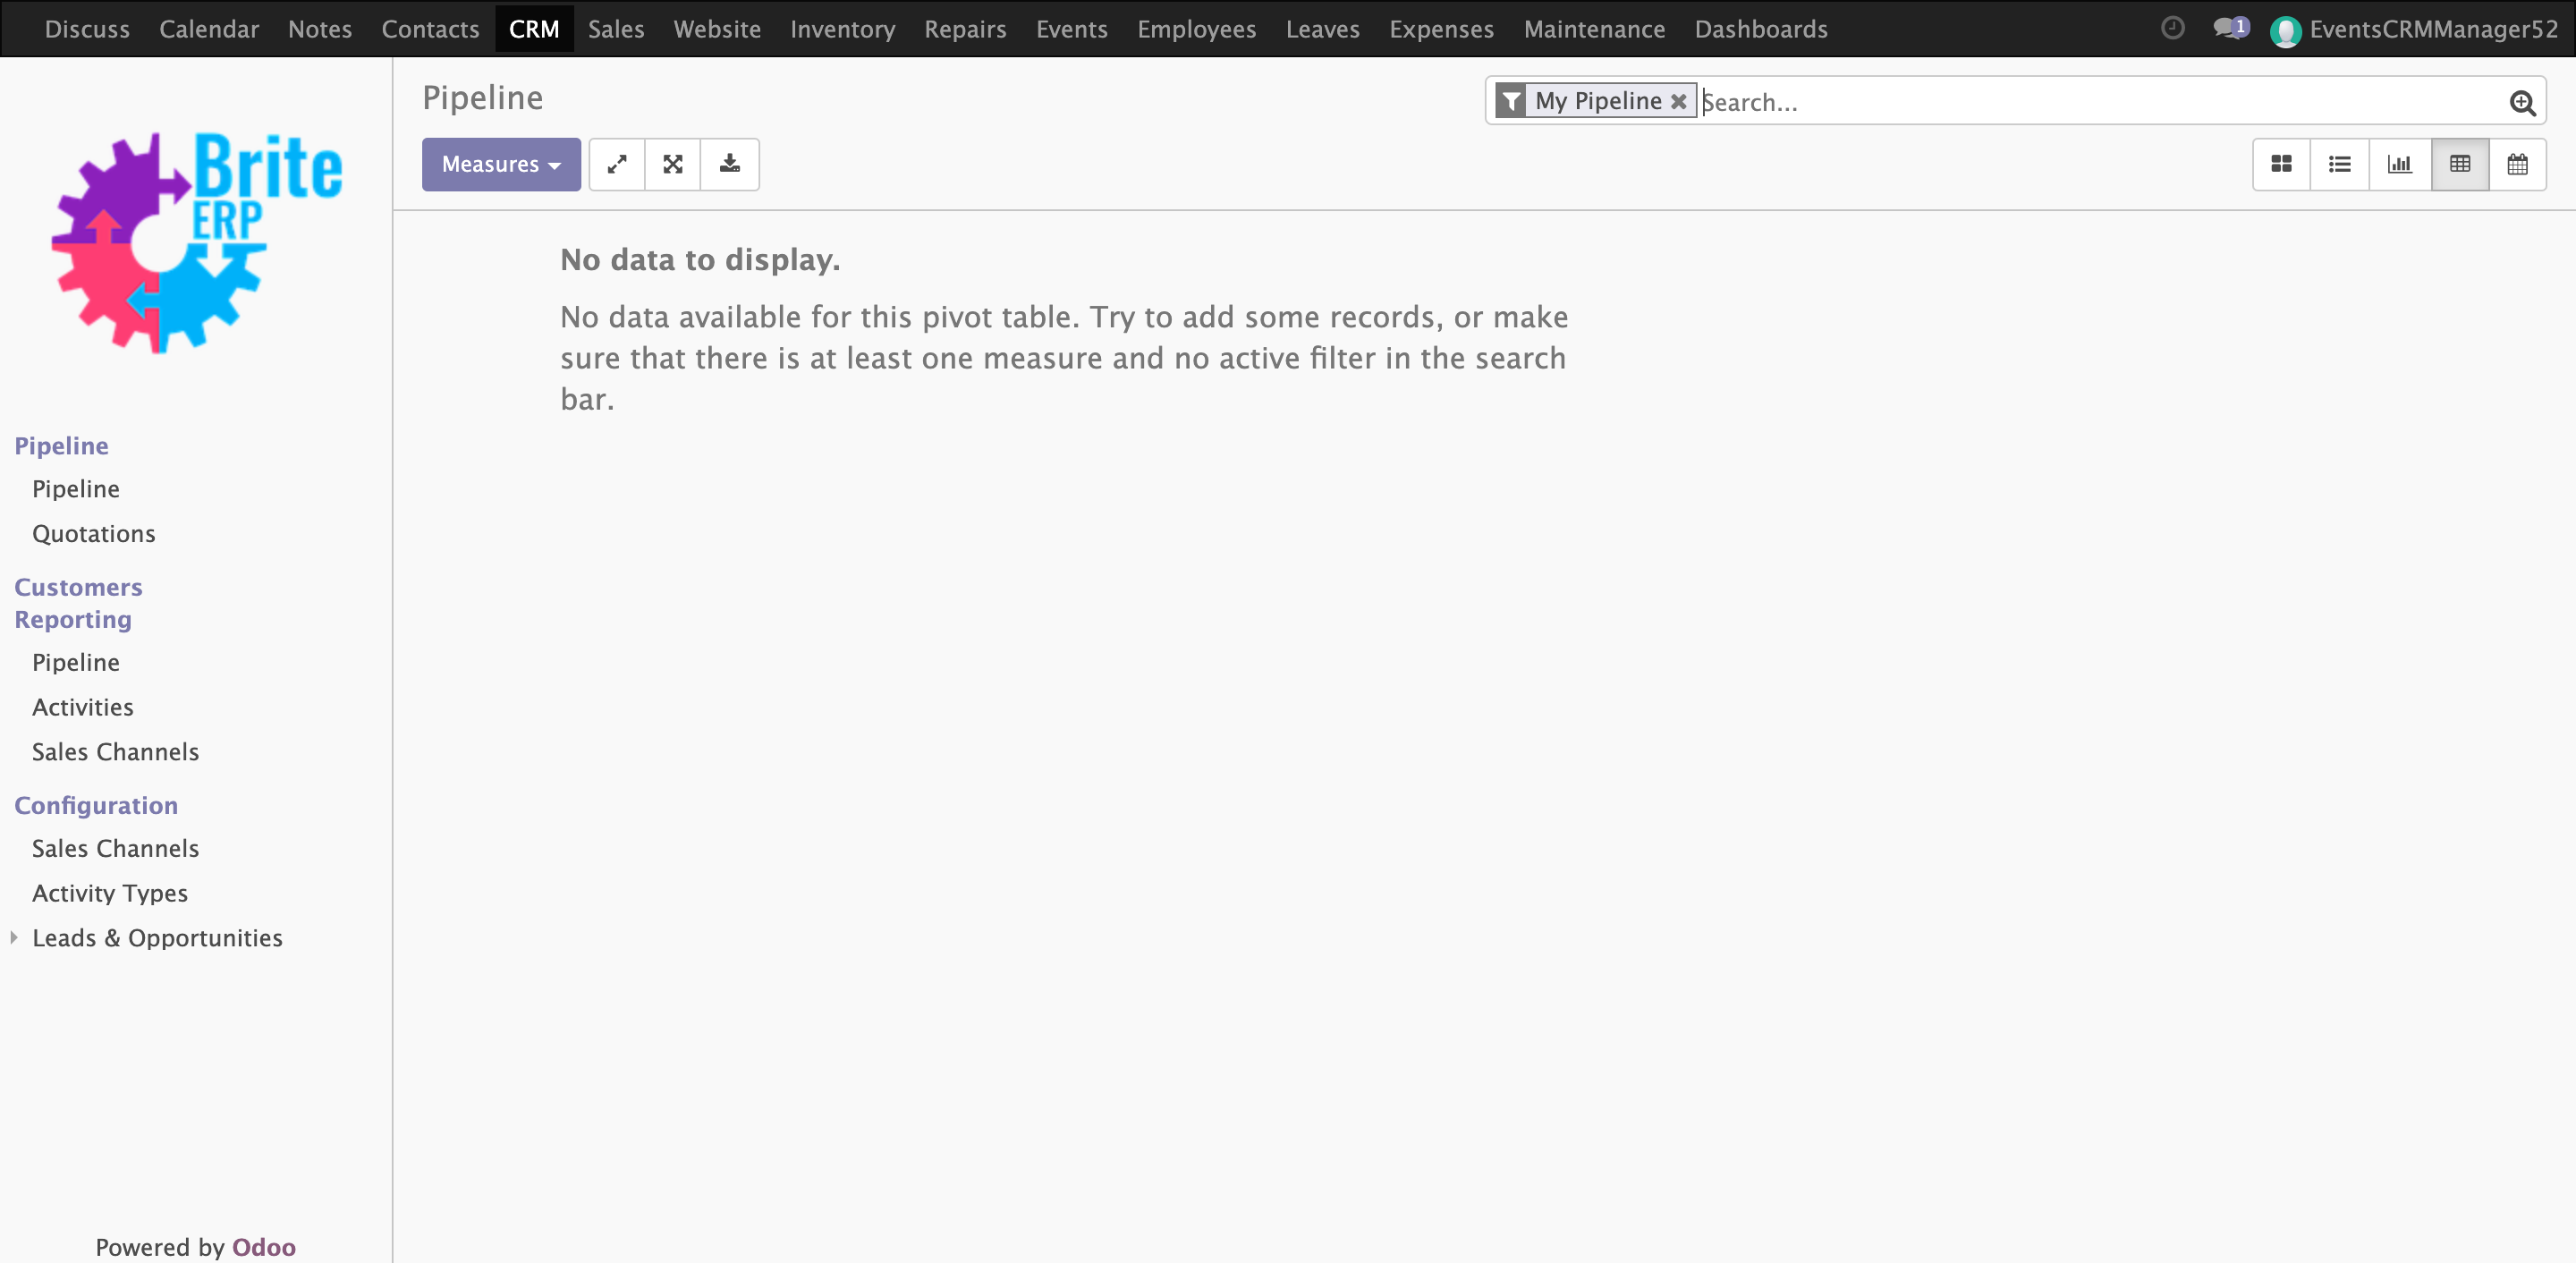 Discuss Calendar Notes Contacts CRM Sales Website Inventory Repairs Events Employees Leaves Expenses Maintenance Dashboards 1 EventsCRMManager52
Brite
ERP
Pipeline
My Pipeline Search...
Measures
No data to display.
No data available for this pivot table. Try to add some records, or make
sure that there is at least one measure and no active filter in the search
bar.
Pipeline
Pipeline
Quotations
Customers
Reporting
Pipeline
Activities
Sales Channels
Configuration
Sales Channels
Activity Types
Leads & Opportunities
Powered by Odoo